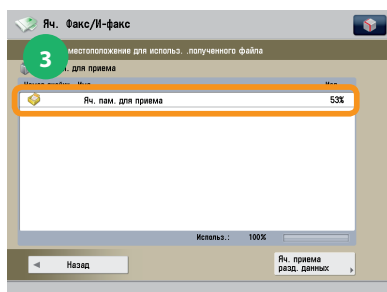 Яч. Факс/И-факс
3
местоположение для использ. .полученного файла
для приема
Яч. пам. для приема 53%
Использ.: 100%
Назад
Яч. приема
разд. данных